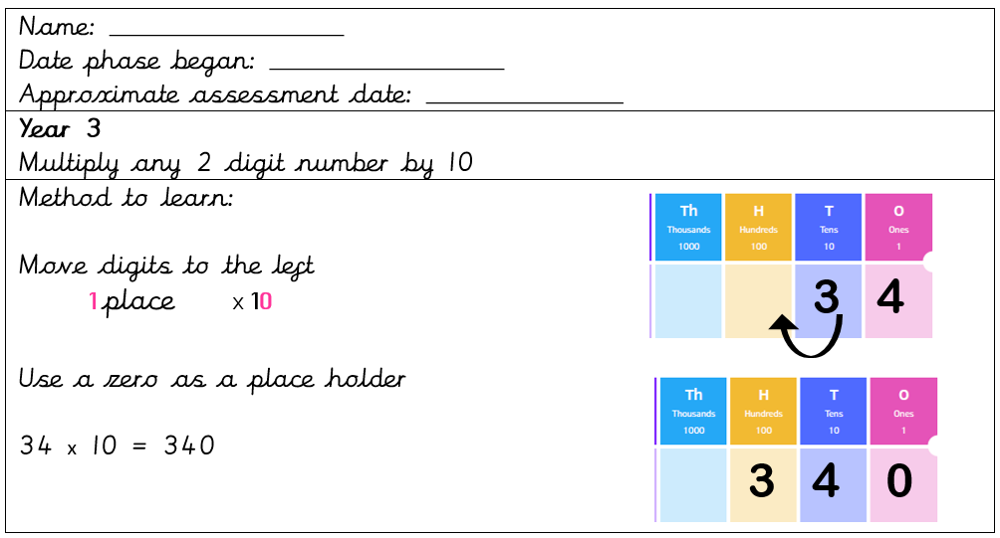 Name: ____________________
Date phase began: ____________________
Approximate assessment date: _________________
Year 3
Multiply any 2 digit number by 10
Method to learn:
Move digits to the left
1 place x 10
Use a zero as a place holder
34 x 10 = 340
Th H T O
Thousands Hundreds Tens Ones
1000 100 10 1
3 4
Th H T O
Thousands Hundreds Tens Ones
1000 100 10 1
3 4 0